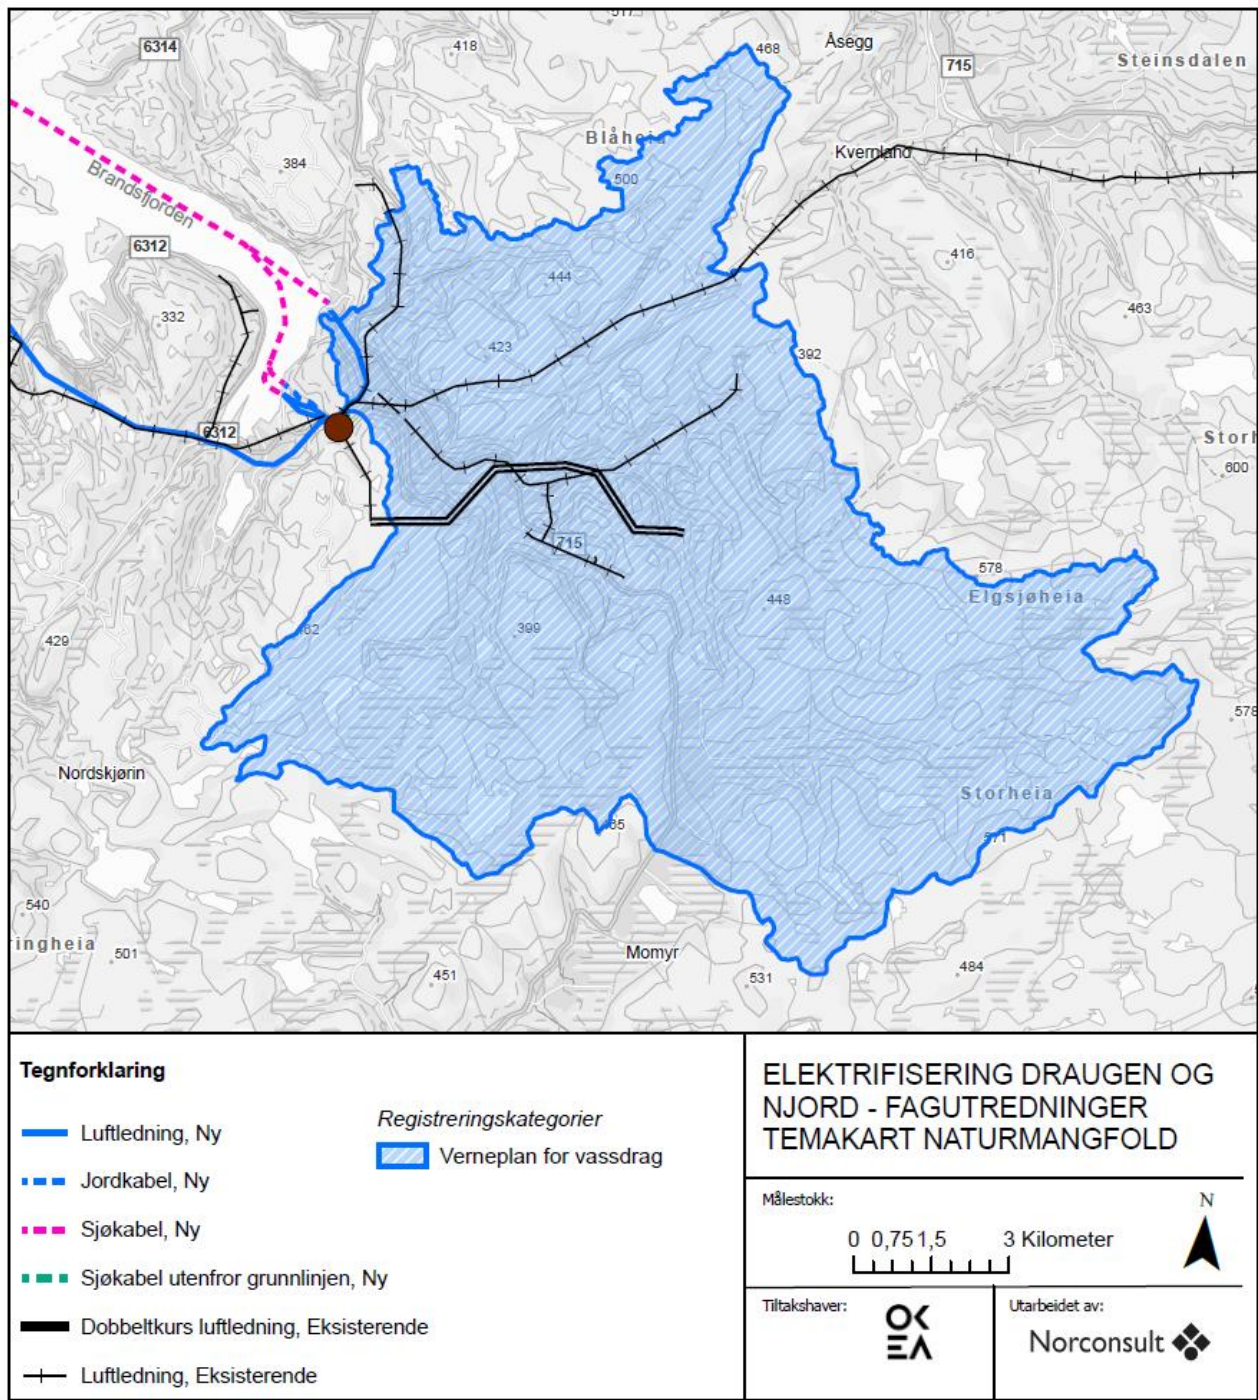 517
6314
418
468
Åsegg
715
Steinsdalen
Blåheia
Kvernland
384
500
Brandsfjorden
6312
416
444
463
332
423
392
6312
Storh
600
715
578
448
Elgsjøheia
399
429
578
Nordskjørin
Storheia
571
540
ingheia
501
Momyr
451
531
484
Tegnforklaring
Luftledning, Ny
Jordkabel, Ny
Sjøkabel, Ny
Sjøkabel utenfror grunnlinjen, Ny
Dobbeltkurs luftledning, Eksisterende
Luftledning, Eksisterende
Registreringskategorier
Verneplan for vassdrag
ELEKTRIFISERING DRAUGEN OG
NJORD - FAGUTREDNINGER
TEMAKART NATURMANGFOLD
Målestokk:
0 0,75 1,5 3 Kilometer
N
Tiltakshaver:
OKEA
Utarbeidet av:
Norconsult